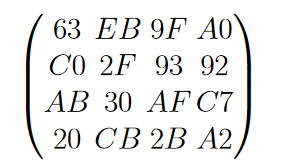 63 EB 9F A0
C0 2F 93 92
AB 30 AF C7
20 CB 2B A2